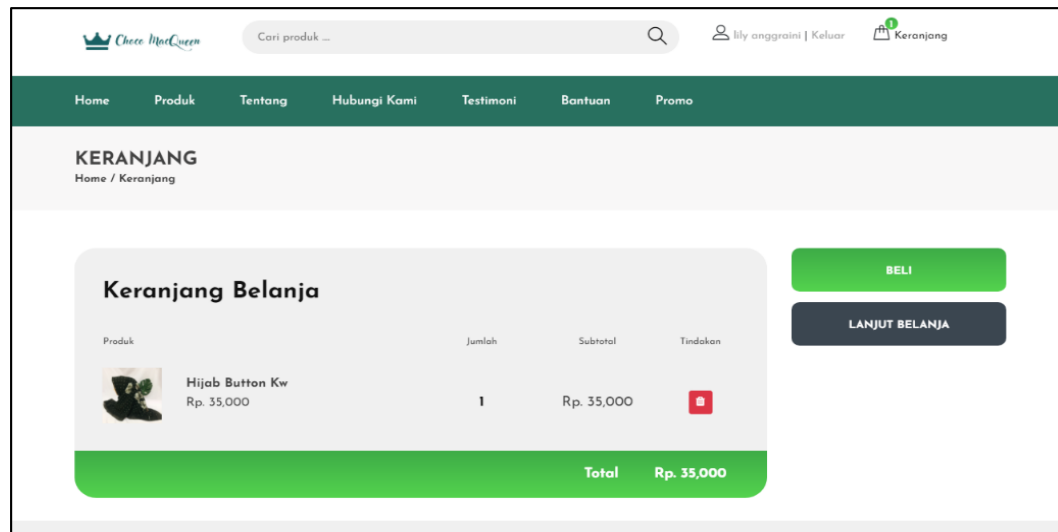 Choco MacQueen
Cari produk ...
lily anggraini | Keluar
1
Keranjang
Home Produk Tentang Hubungi Kami Testimoni Bantuan Promo
KERANJANG
Home / Keranjang
Keranjang Belanja
BELI
LANJUT BELANJA
Produk Jumlah Subtotal Tindakan
Hijab Button Kw
Rp. 35,000 1 Rp. 35,000
Total Rp. 35,000